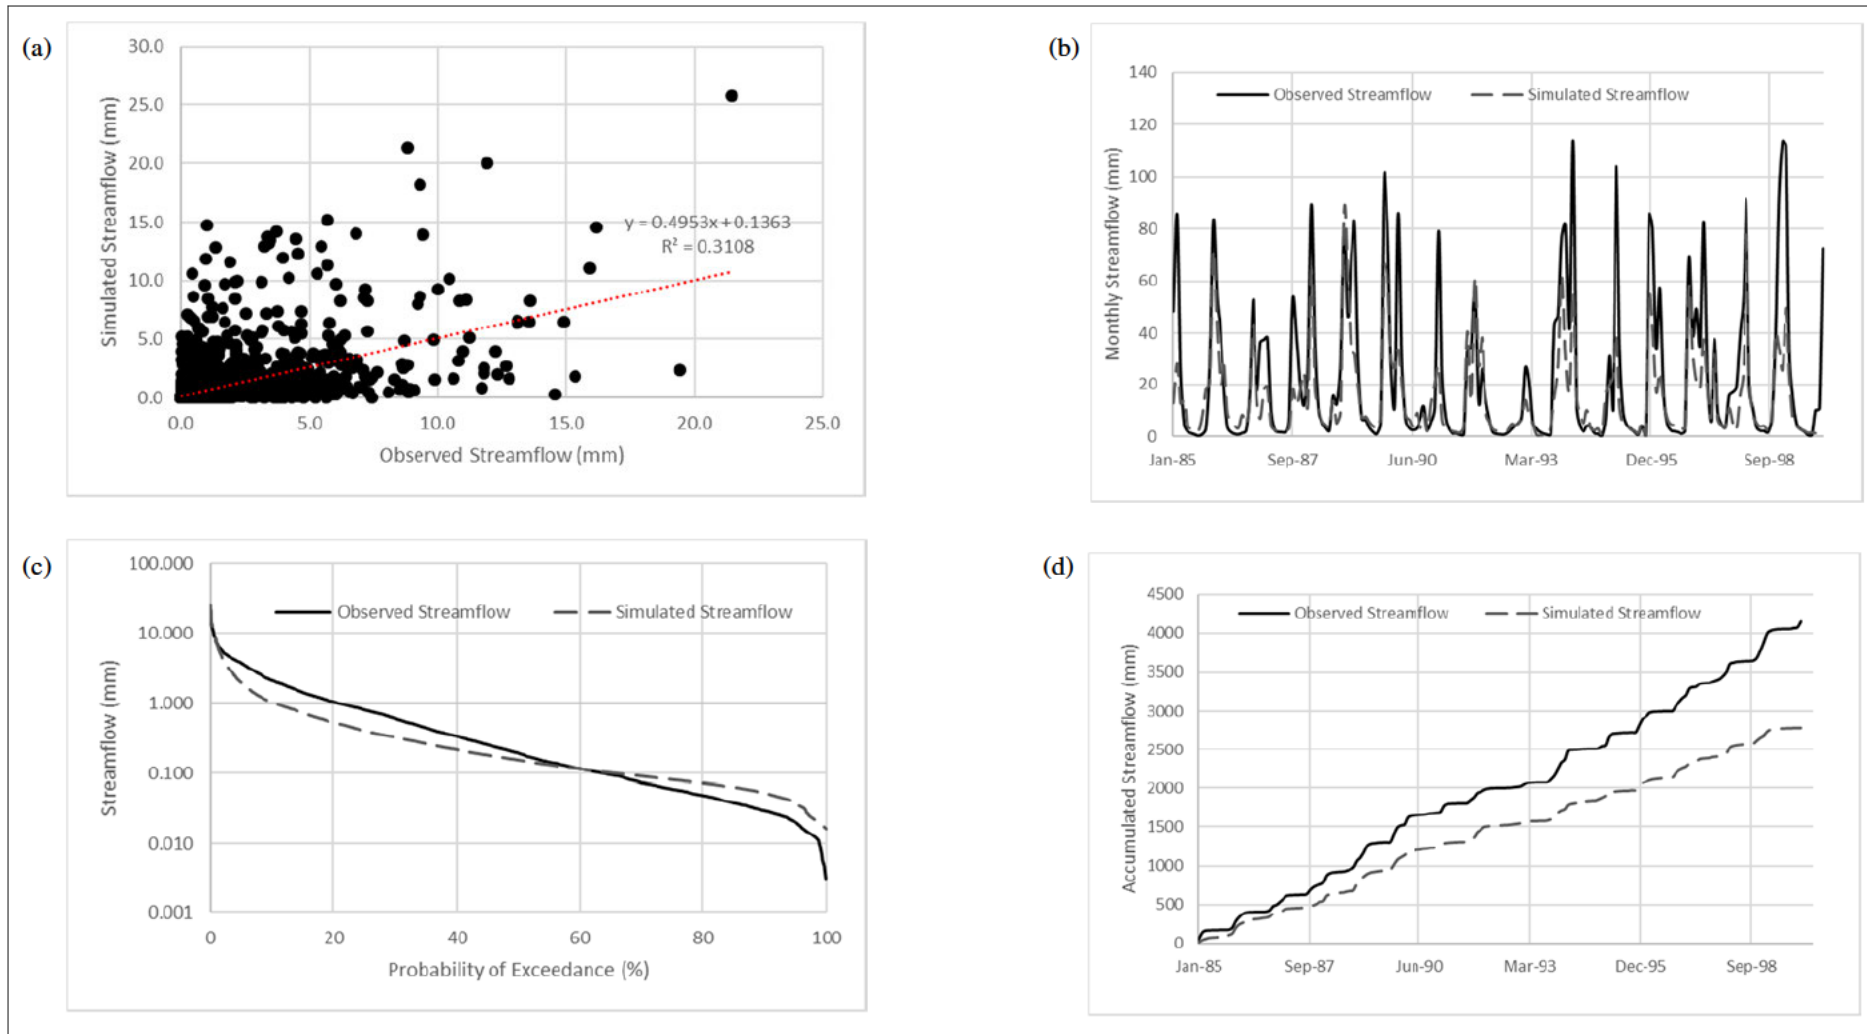 (a)
30.0
25.0
20.0
15.0
10.0
5.0
0.0
Simulated Streamflow (mm)
y = 0.4953x + 0.1363
R² = 0.3108
0.0 5.0 10.0 15.0 20.0 25.0
Observed Streamflow (mm)
(b)
140
120
100
80
60
40
20
0
Monthly Streamflow (mm)
Observed Streamflow Simulated Streamflow
Jan-85 Sep-87 Jun-90 Mar-93 Dec-95 Sep-98
(c)
100.000
10.000
1.000
0.100
0.010
0.001
Streamflow (mm)
Observed Streamflow Simulated Streamflow
0 20 40 60 80 100
Probability of Exceedance (%)
(d)
4500
4000
3500
3000
2500
2000
1500
1000
500
0
Accumulated Streamflow (mm)
Observed Streamflow Simulated Streamflow
Jan-85 Sep-87 Jun-90 Mar-93 Dec-95 Sep-98